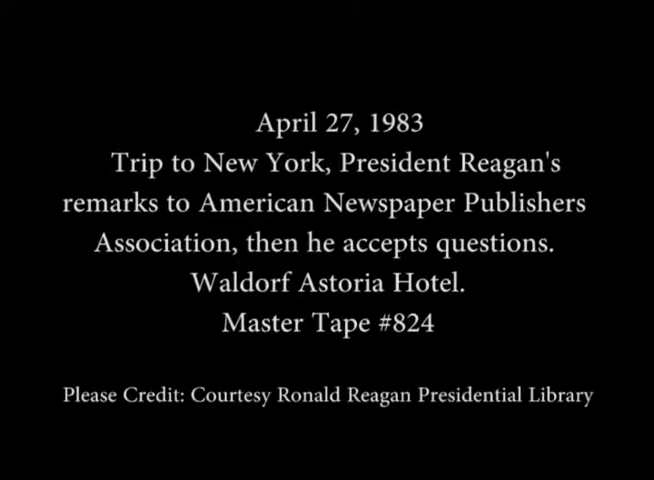 April 27, 1983
Trip to New York, President Reagan's
remarks to American Newspaper Publishers
Association, then he accepts questions.
Waldorf Astoria Hotel.
Master Tape #824
Please Credit: Courtesy Ronald Reagan Presidential Library